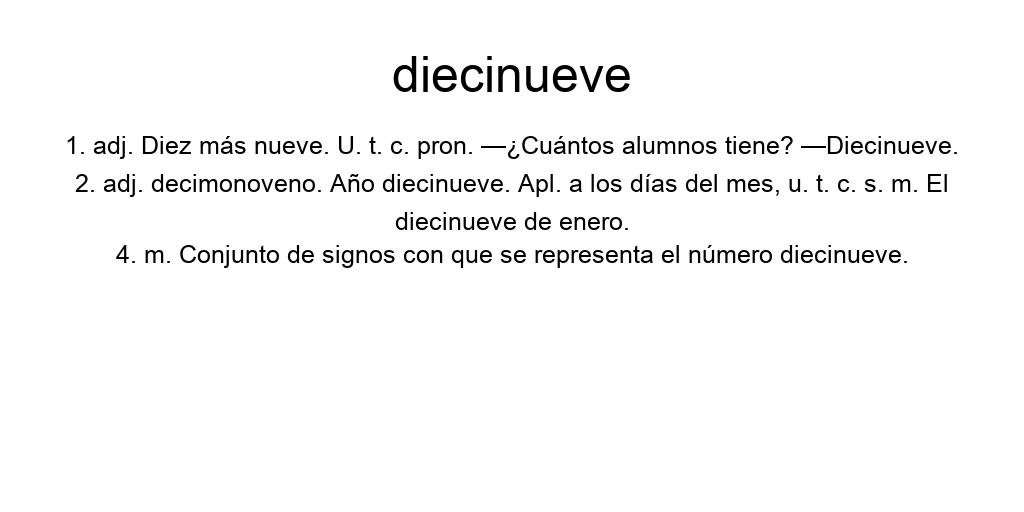 diecinueve
1. adj. Diez más nueve. U. t. c. pron. —¿Cuántos alumnos tiene? —Diecinueve.
2. adj. decimonoveno. Año diecinueve. Apl. a los días del mes, u. t. c. s. m. El
diecinueve de enero.
4. m. Conjunto de signos con que se representa el número diecinueve.